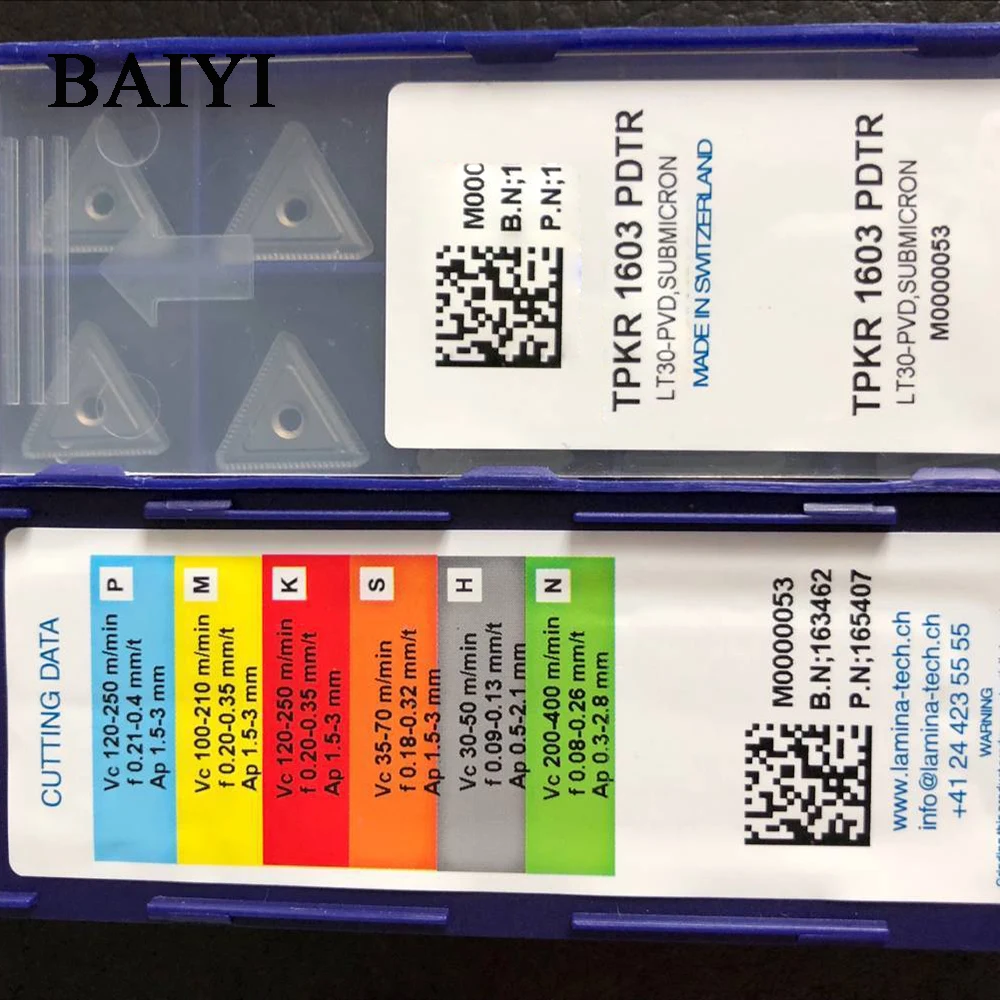 BAIYI
M000
B.N;1
P.N;1
TPKR 1603 PDTR
LT30-PVD,SUBMICRON
MADE IN SWITZERLAND
TPKR 1603 PDTR
LT30-PVD,SUBMICRON
M0000053
CUTTING DATA
P
Vc 120-250 m/min
f 0.21-0.4 mm/t
Ap 1.5-3 mm
M
Vc 100-210 m/min
f 0.20-0.35 mm/t
Ap 1.5-3 mm
K
Vc 120-250 m/min
f 0.20-0.35 mm/t
Ap 1.5-3 mm
S
Vc 35-70 m/min
f 0.18-0.32 mm/t
Ap 1.5-3 mm
H
Vc 30-50 m/min
f 0.09-0.13 mm/t
Ap 0.5-2.1 mm
N
Vc 200-400 m/min
f 0.08-0.26 mm/t
Ap 0.3-2.8 mm
M0000053
B.N;163462
P.N;165407
www.lamina-tech.ch
info@lamina-tech.ch
+41 24 423 55 55
WARNING